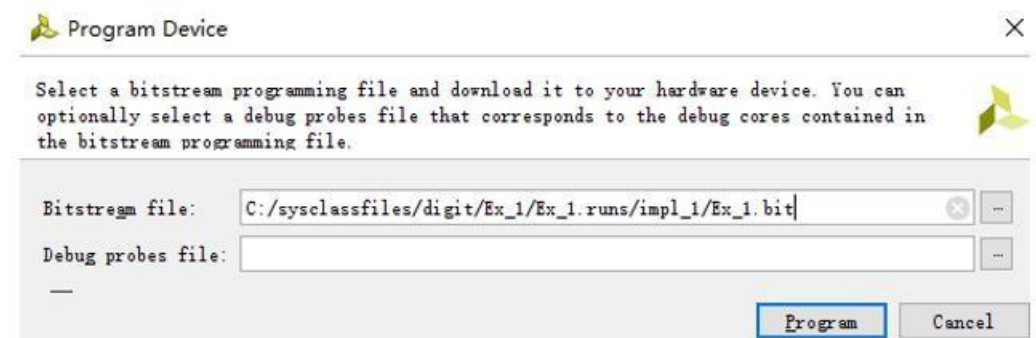 Program Device
Select a bitstream programming file and download it to your hardware device. You can
optionally select a debug probes file that corresponds to the debug cores contained in
the bitstream programming file.
Bitstream file: C:/sysclassfiles/digit/Ex_1/Ex_1.runs/impl_1/Ex_1.bit ...
Debug probes file: ...
Program Cancel